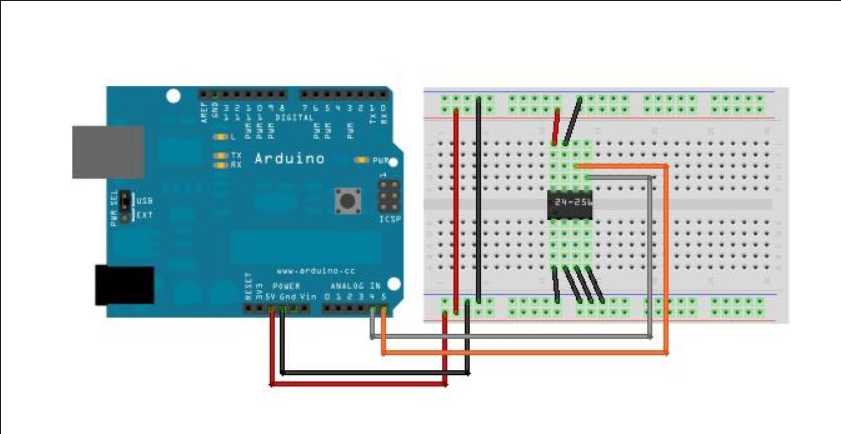 AREF
GND
13
12
11
10
9
8
7
6
5
4
3
2
1
0
PWM
PWM
PWM
PWM
PWM
PWM
TX
RX
DIGITAL
L
TX
RX
Arduino
PWR
1
ICSP
PWR SEL
USB
EXT
24-256
www.arduino.cc
RESET
3V3
POWER
5V Gnd Vin
ANALOG IN
0 1 2 3 4 5